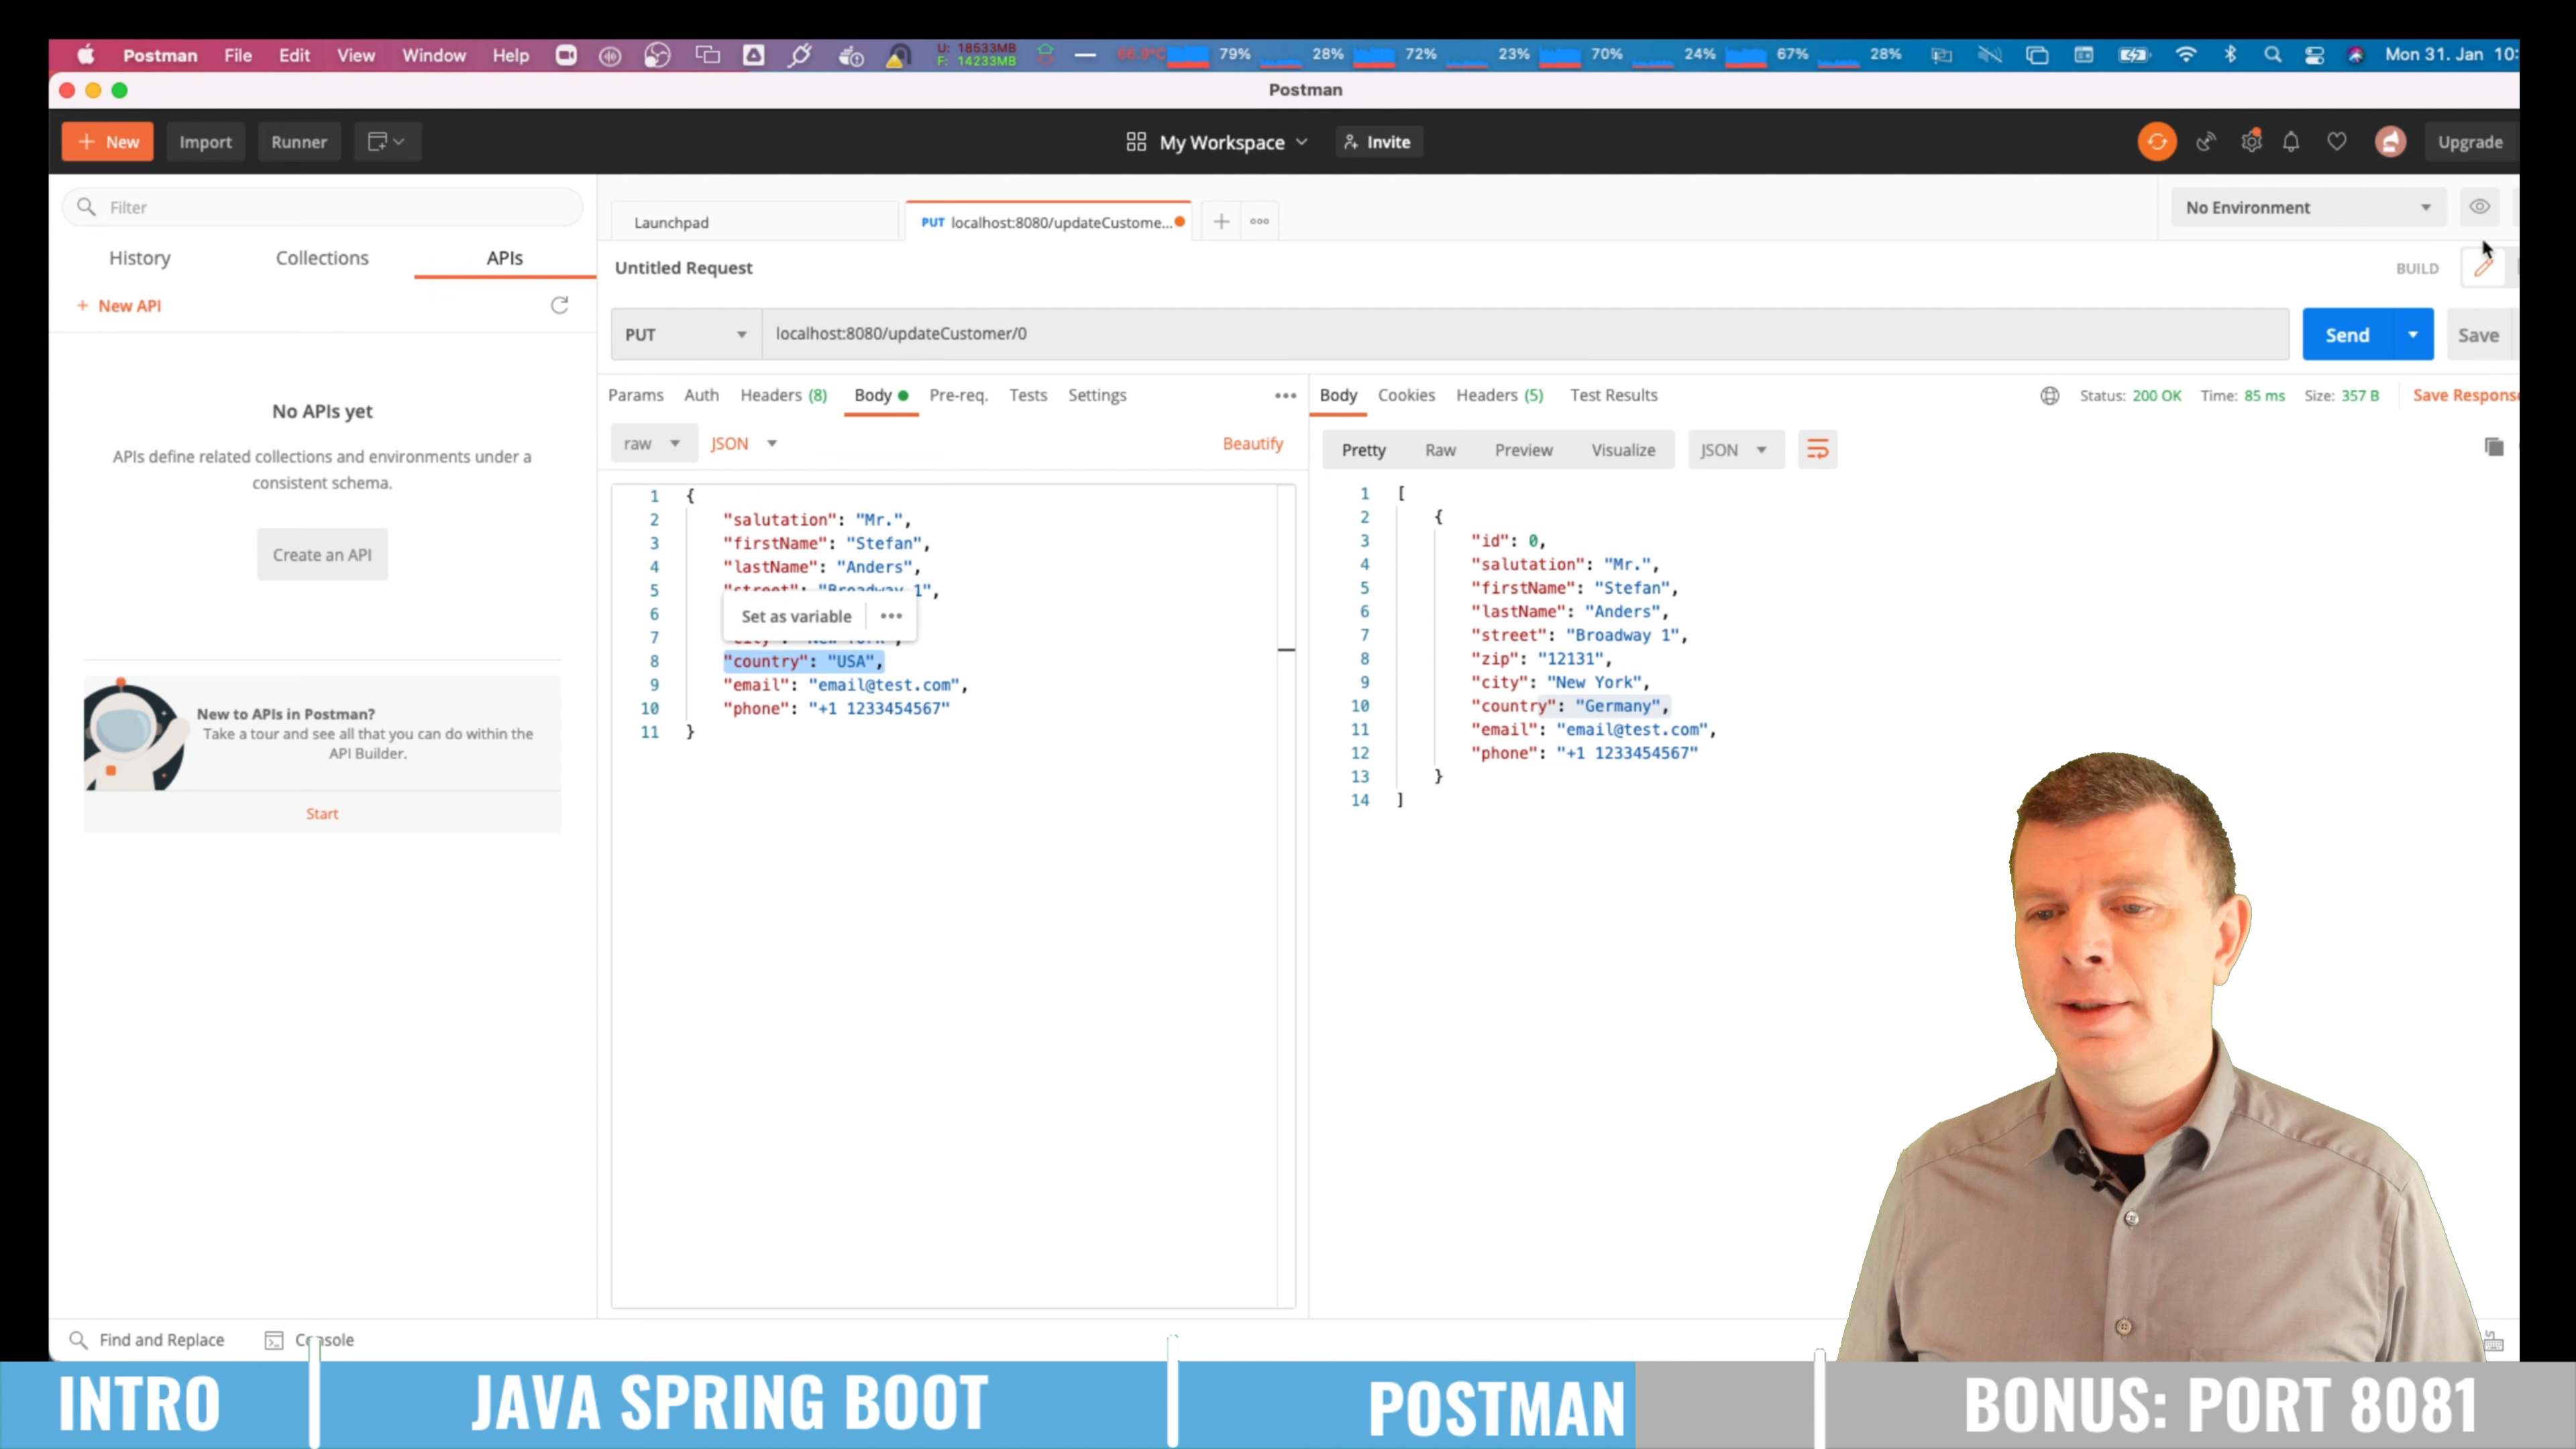 Postman File Edit View Window Help U: 18533MB F: 14233MB 79% 28% 72% 23% 70% 24% 67% 28% Mon 31. Jan 10:
Postman
+ New Import Runner My Workspace Invite Upgrade
Filter
History Collections APIs
+ New API
No APIs yet
APIs define related collections and environments under a
consistent schema.
Create an API
New to APIs in Postman?
Take a tour and see all that you can do within the
API Builder.
Start
Launchpad PUT localhost:8080/updateCustome... + No Environment
Untitled Request BUILD
PUT localhost:8080/updateCustomer/0 Send Save
Params Auth Headers (8) Body Pre-req. Tests Settings
raw JSON Beautify
1 {
2 "salutation": "Mr.",
3 "firstName": "Stefan",
4 "lastName": "Anders",
5 "street": "Broadway 1",
6
Set as variable
7 "city": "New York",
8 "country": "USA",
9 "email": "email@test.com",
10 "phone": "+1 1233454567"
11 }
Body Cookies Headers (5) Test Results Status: 200 OK Time: 85 ms Size: 357 B Save Respons
Pretty Raw Preview Visualize JSON
1 [
2 {
3 "id": 0,
4 "salutation": "Mr.",
5 "firstName": "Stefan",
6 "lastName": "Anders",
7 "street": "Broadway 1",
8 "zip": "12131",
9 "city": "New York",
10 "country": "Germany",
11 "email": "email@test.com",
12 "phone": "+1 1233454567"
13 }
14 ]
Find and Replace Console
INTRO JAVA SPRING BOOT POSTMAN BONUS: PORT 8081